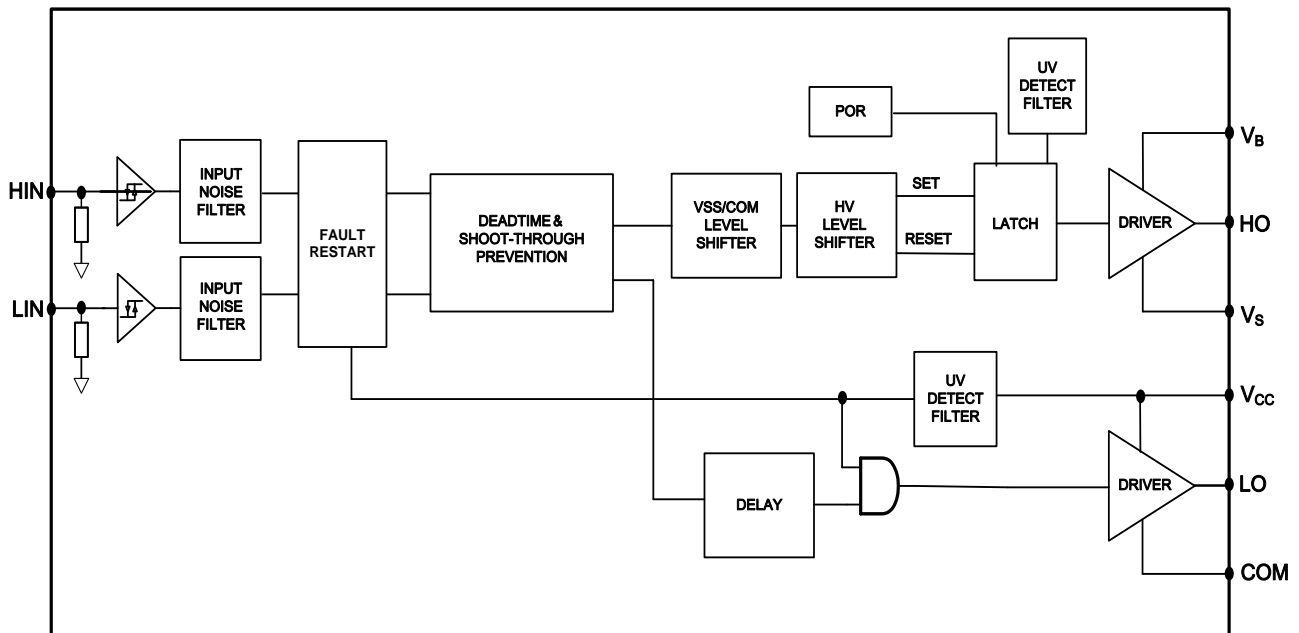 UV
DETECT
FILTER
POR
V_B
HIN
INPUT
NOISE
FILTER
FAULT
RESTART
DEADTIME &
SHOOT-THROUGH
PREVENTION
VSS/COM
LEVEL
SHIFTER
HV
LEVEL
SHIFTER
SET
RESET
LATCH
DRIVER
HO
LIN
INPUT
NOISE
FILTER
V_S
UV
DETECT
FILTER
V_CC
DELAY
DRIVER
LO
COM